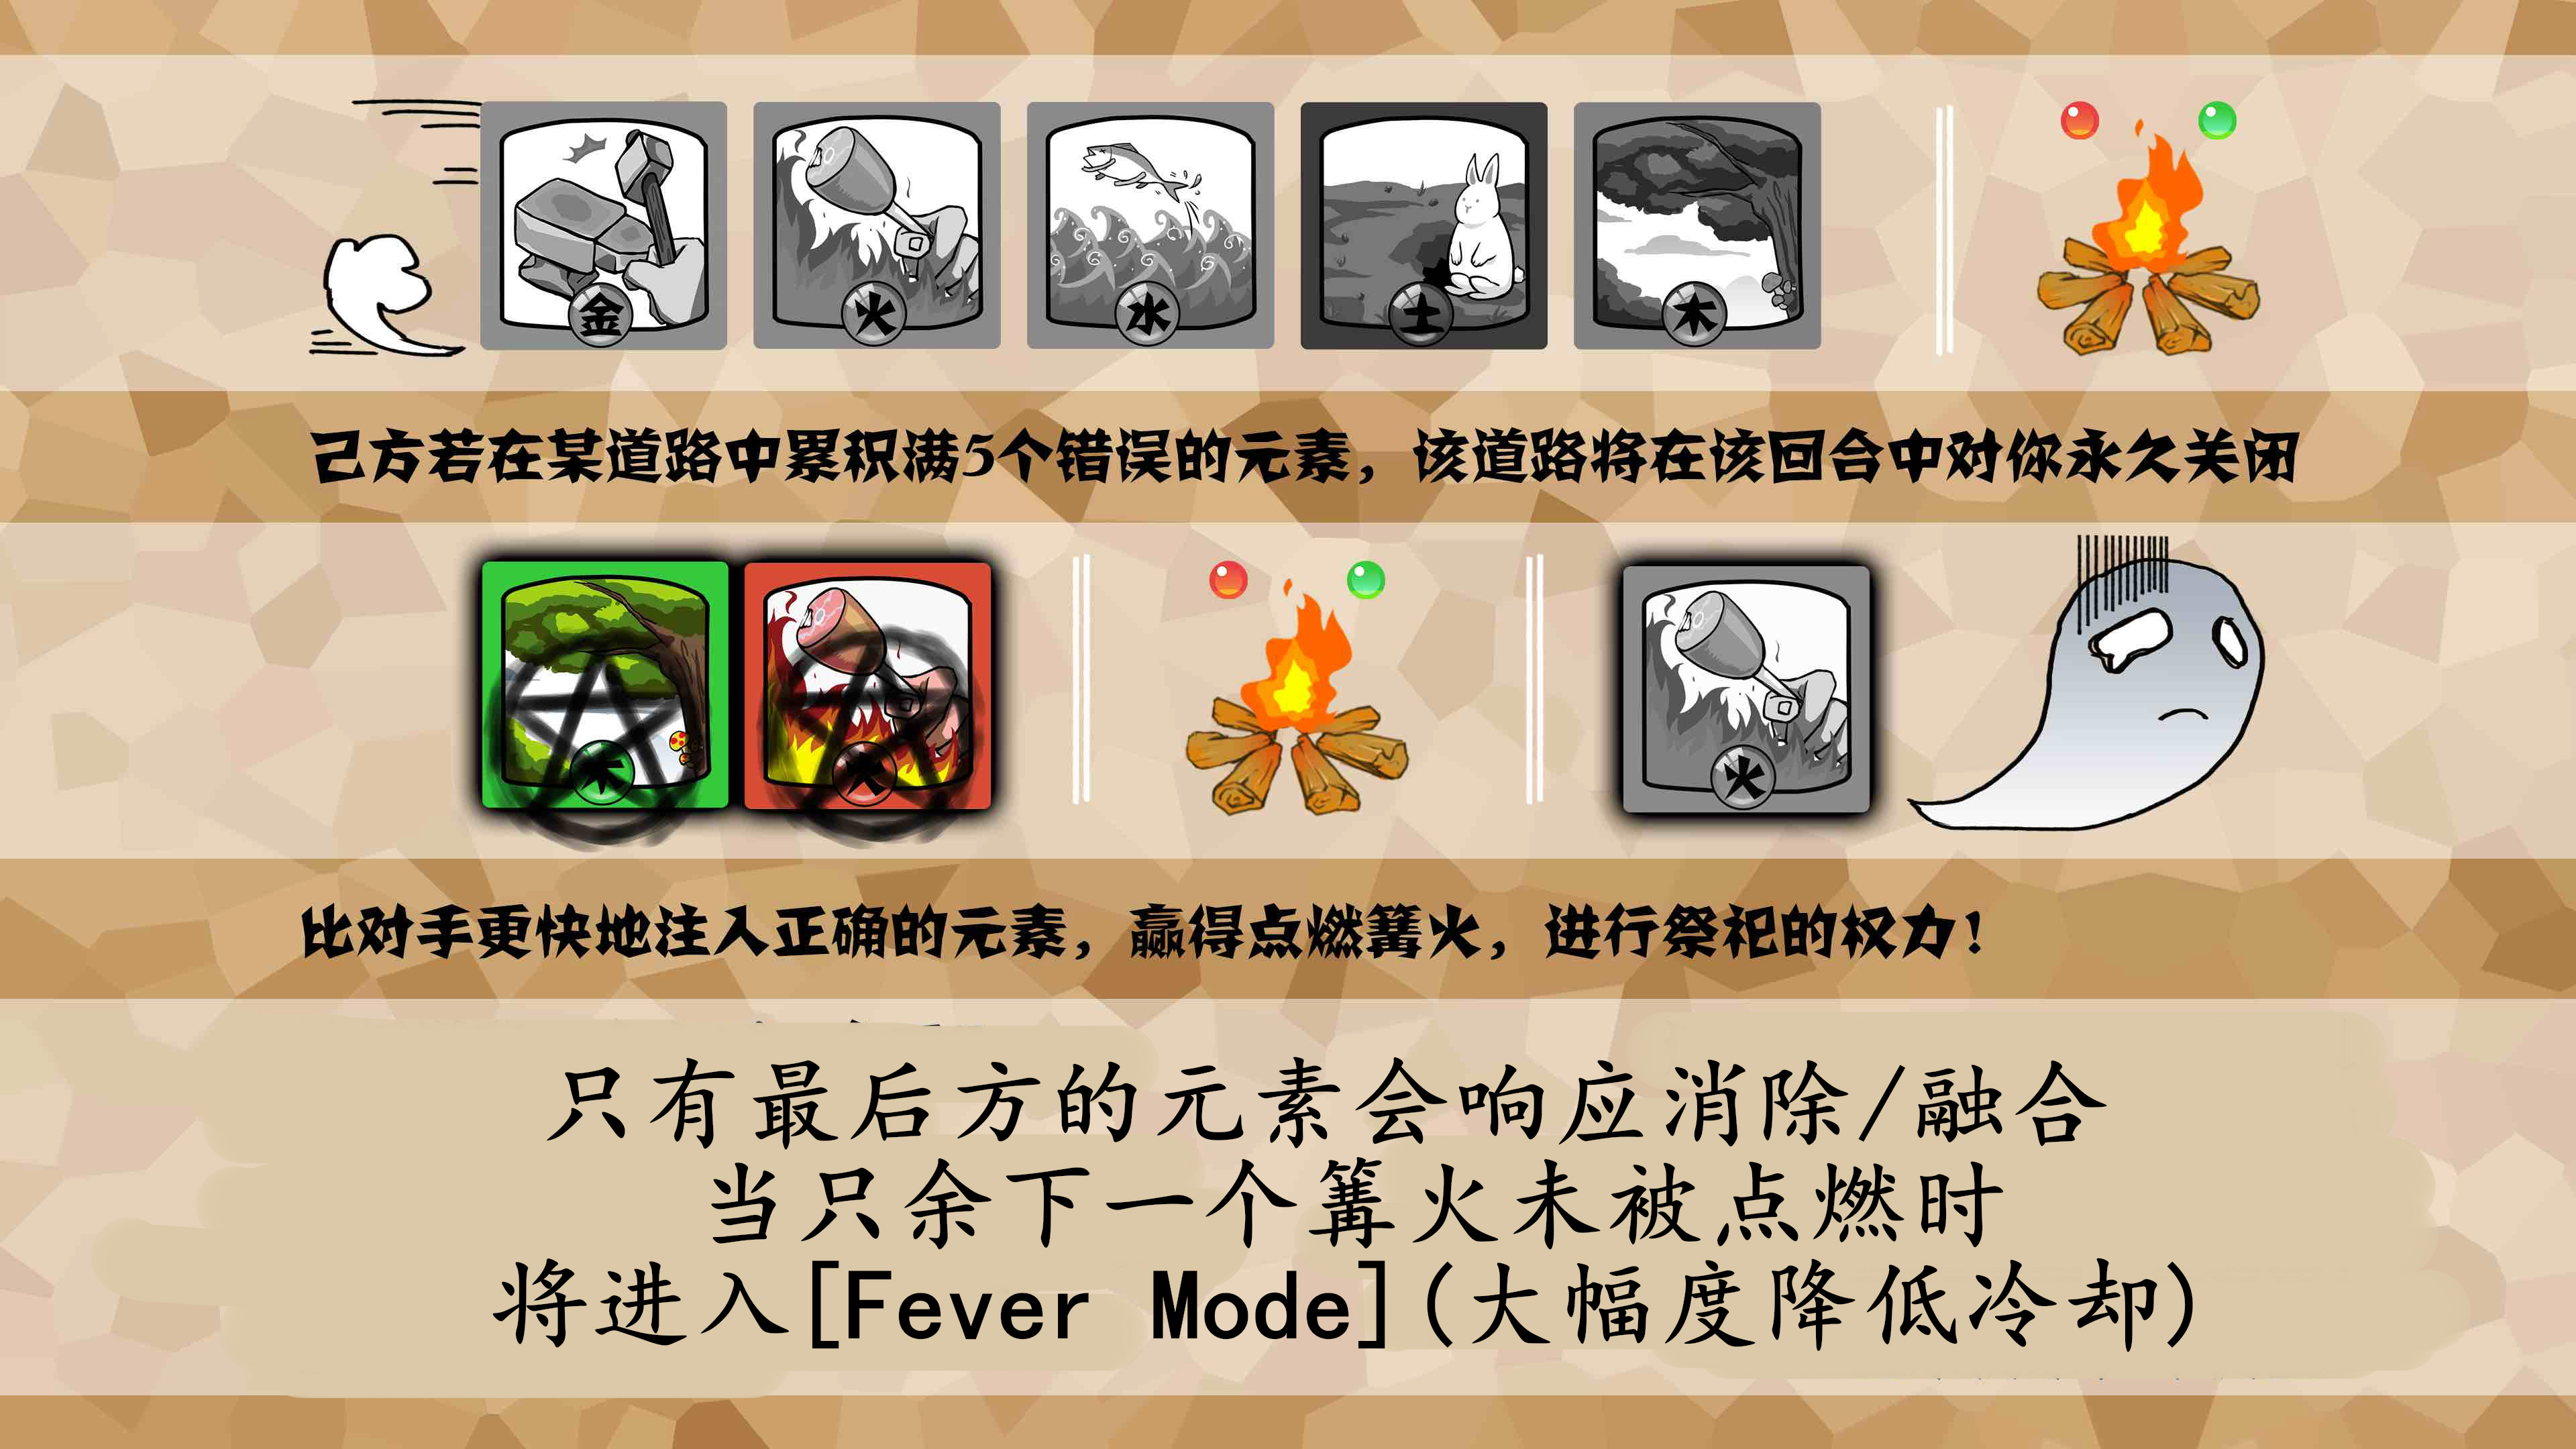 金 火 水 土 木
己方若在某道路中累积满5个错误的元素，该道路将在该回合中对你永久关闭
木 火 火
比对手更快地注入正确的元素，赢得点燃篝火，进行祭祀的权力！
只有最后方的元素会响应消除/融合
当只余下一个篝火未被点燃时
将进入[Fever Mode](大幅度降低冷却)